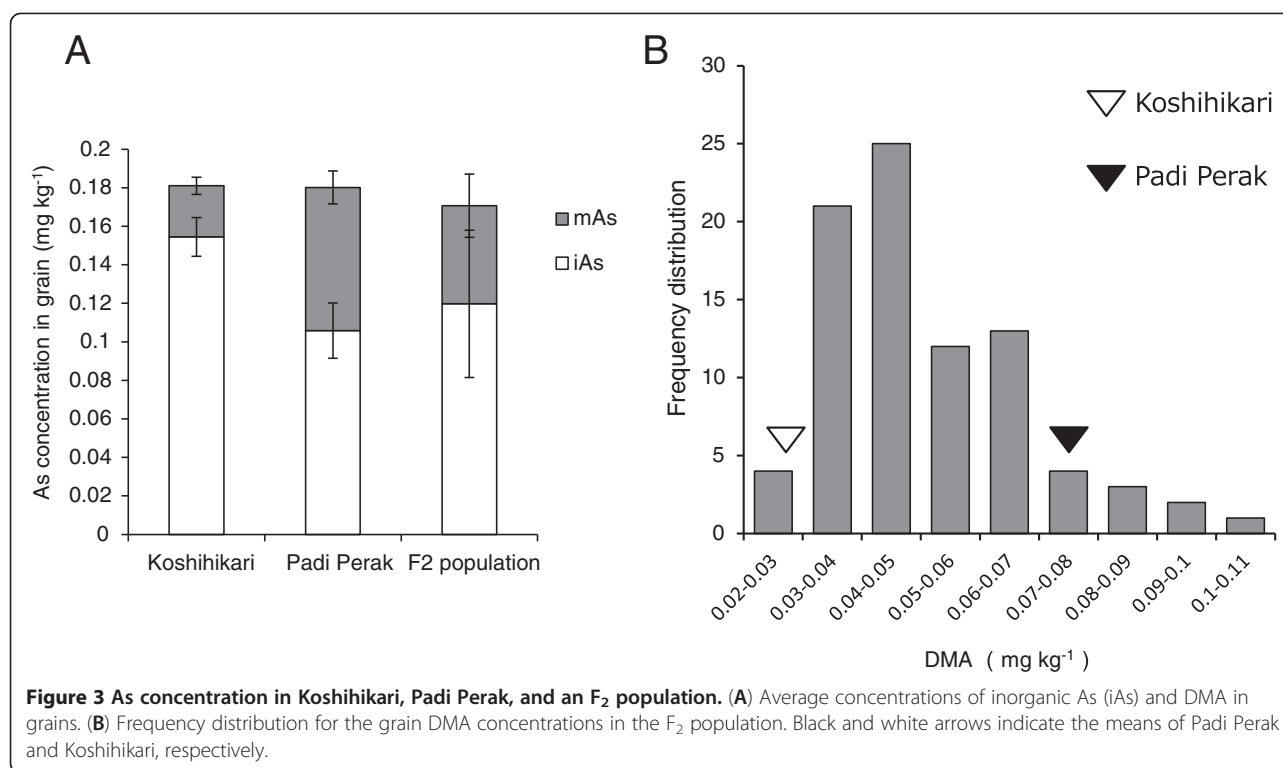 A
As concentration in grain (mg kg-1)
0.2
0.18
0.16
0.14
0.12
0.1
0.08
0.06
0.04
0.02
0
Koshihikari Padi Perak F2 population
mAs
iAs
B
Frequency distribution
30
25
20
15
10
5
0
Koshihikari
Padi Perak
0.02-0.03 0.03-0.04 0.04-0.05 0.05-0.06 0.06-0.07 0.07-0.08 0.08-0.09 0.09-0.1 0.1-0.11
DMA ( mg kg-1 )
Figure 3 As concentration in Koshihikari, Padi Perak, and an F2 population. (A) Average concentrations of inorganic As (iAs) and DMA in
grains. (B) Frequency distribution for the grain DMA concentrations in the F2 population. Black and white arrows indicate the means of Padi Perak
and Koshihikari, respectively.